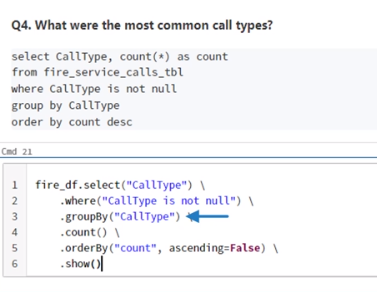 Q4. What were the most common call types?
select CallType, count(*) as count
from fire_service_calls_tbl
where CallType is not null
group by CallType
order by count desc
Cmd 21
1 fire_df.select("CallType") \
2 .where("CallType is not null") \
3 .groupBy("CallType") \
4 .count() \
5 .orderBy("count", ascending=False) \
6 .show()